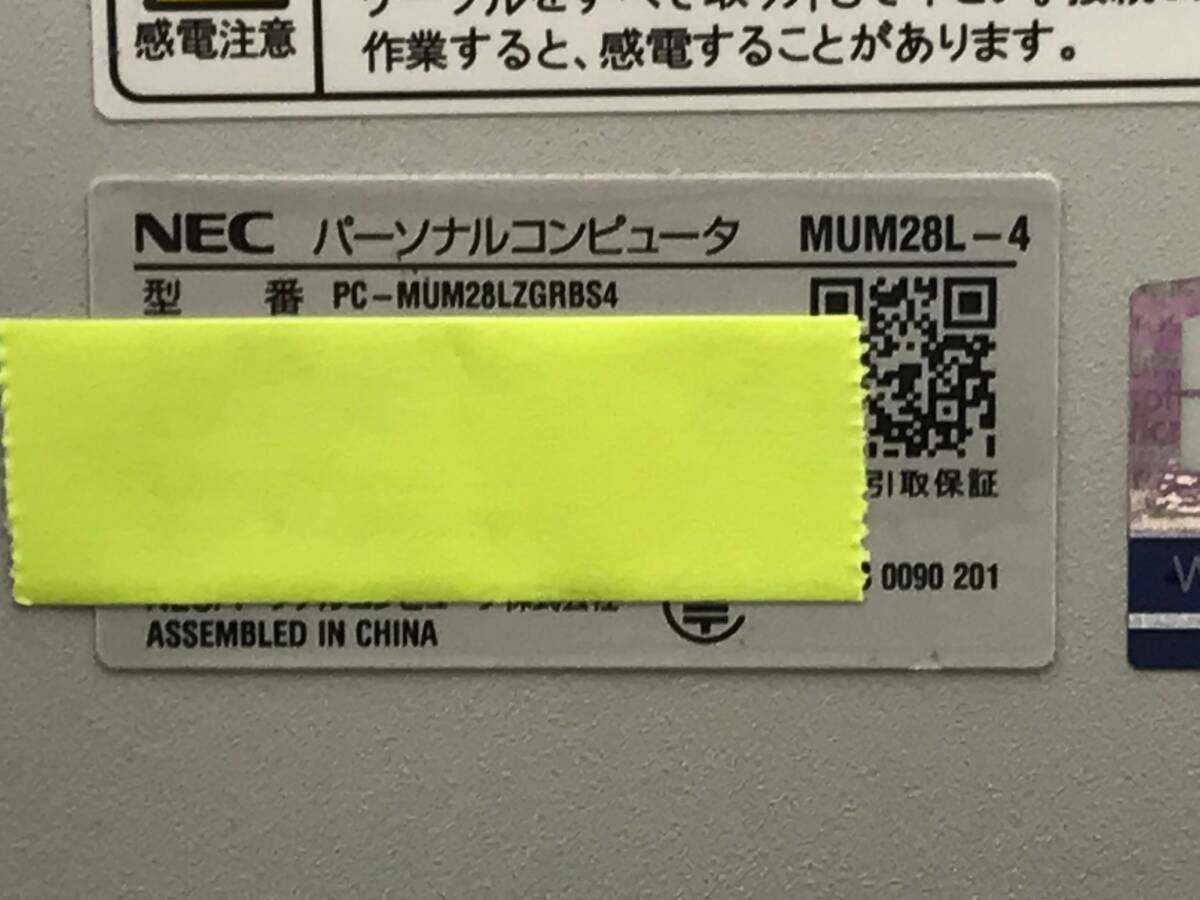 感電注意
作業すると、感電することがあります。
NEC パーソナルコンピュータ MUM28L-4
型 番 PC-MUM28LZGRBS4
引取保証
0090 201
ASSEMBLED IN CHINA
W